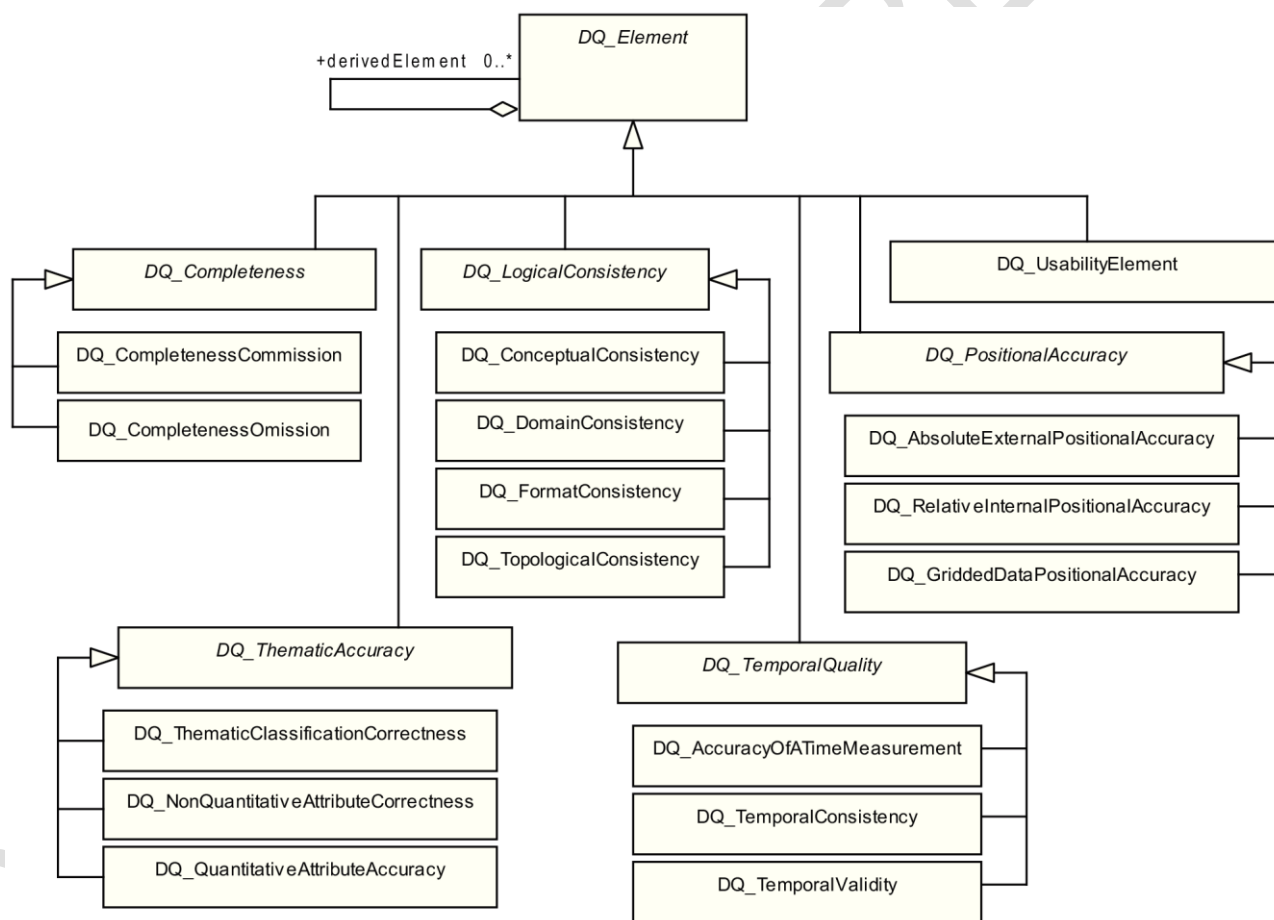 DQ_Element
+derivedElement 0..*
DQ_Completeness
DQ_CompletenessCommission
DQ_CompletenessOmission
DQ_LogicalConsistency
DQ_ConceptualConsistency
DQ_DomainConsistency
DQ_FormatConsistency
DQ_TopologicalConsistency
DQ_UsabilityElement
DQ_PositionalAccuracy
DQ_AbsoluteExternalPositionalAccuracy
DQ_RelativeInternalPositionalAccuracy
DQ_GriddedDataPositionalAccuracy
DQ_ThematicAccuracy
DQ_ThematicClassificationCorrectness
DQ_NonQuantitativeAttributeCorrectness
DQ_QuantitativeAttributeAccuracy
DQ_TemporalQuality
DQ_AccuracyOfATimeMeasurement
DQ_TemporalConsistency
DQ_TemporalValidity